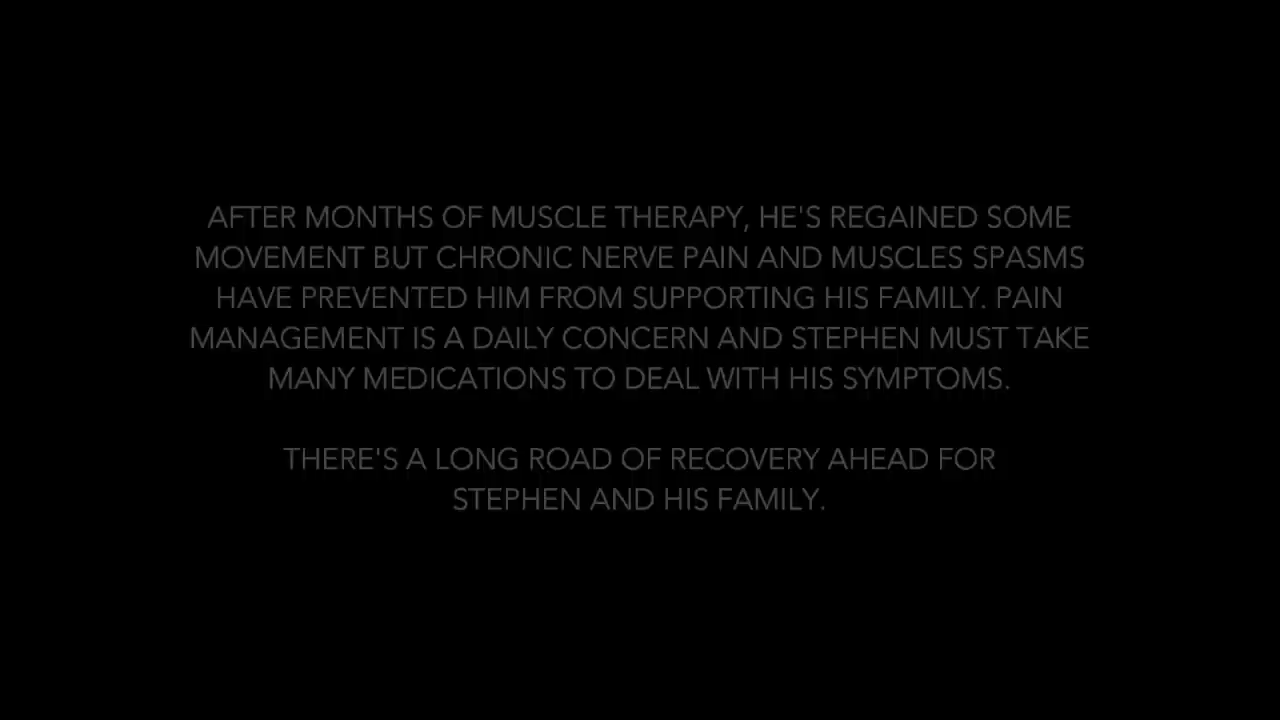 AFTER MONTHS OF MUSCLE THERAPY, HE'S REGAINED SOME
MOVEMENT BUT CHRONIC NERVE PAIN AND MUSCLES SPASMS
HAVE PREVENTED HIM FROM SUPPORTING HIS FAMILY. PAIN
MANAGEMENT IS A DAILY CONCERN AND STEPHEN MUST TAKE
MANY MEDICATIONS TO DEAL WITH HIS SYMPTOMS.
THERE'S A LONG ROAD OF RECOVERY AHEAD FOR
STEPHEN AND HIS FAMILY.